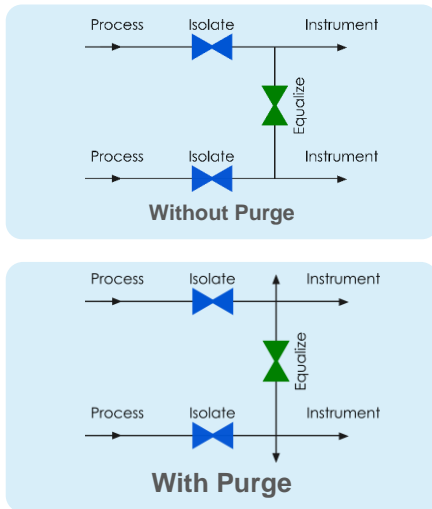 Process Isolate Instrument
Equalize
Process Isolate Instrument
Without Purge
Process Isolate Instrument
Equalize
Process Isolate Instrument
With Purge